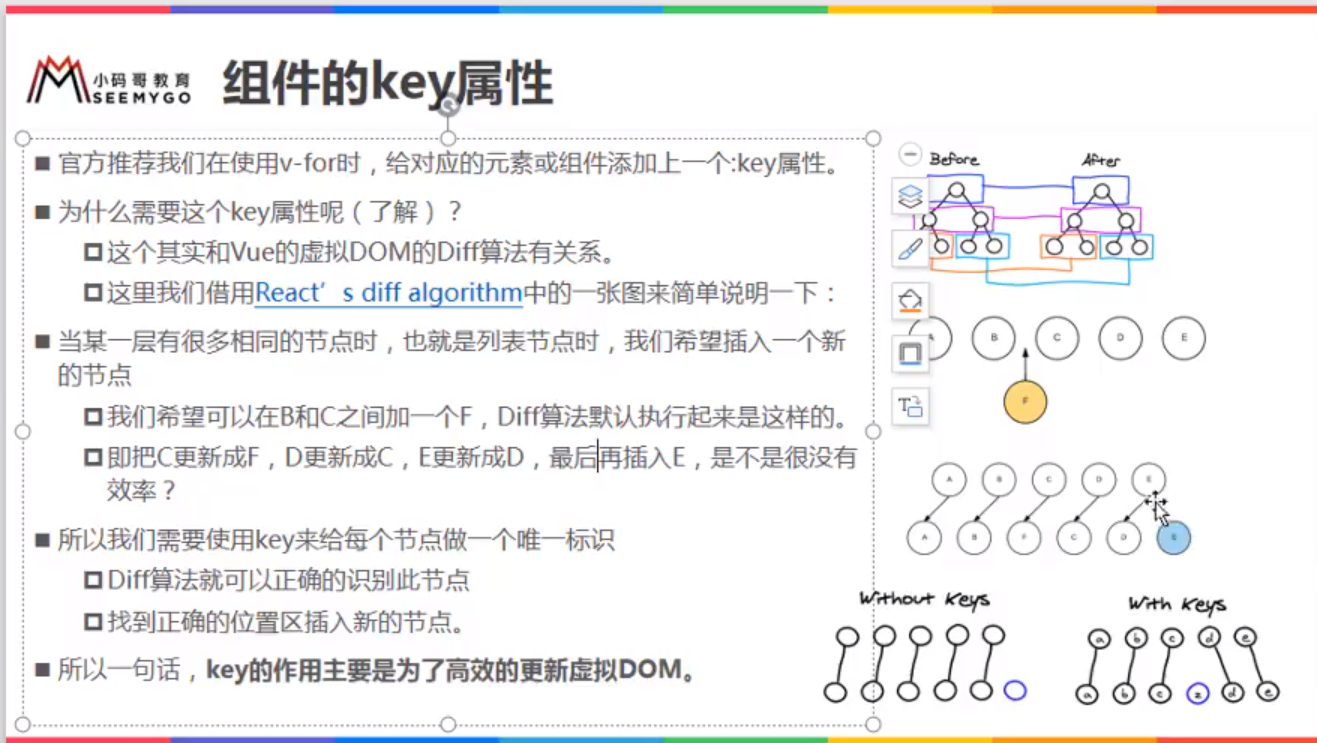 小码哥教育
SEEMYGO
组件的key属性
官方推荐我们在使用v-for时，给对应的元素或组件添加上一个:key属性。
为什么需要这个key属性呢（了解）？
这个其实和Vue的虚拟DOM的Diff算法有关系。
这里我们借用React’s diff algorithm中的一张图来简单说明一下：
当某一层有很多相同的节点时，也就是列表节点时，我们希望插入一个新
的节点
我们希望可以在B和C之间加一个F，Diff算法默认执行起来是这样的。
即把C更新成F，D更新成C，E更新成D，最后再插入E，是不是很没有
效率？
所以我们需要使用key来给每个节点做一个唯一标识
Diff算法就可以正确的识别此节点
找到正确的位置区插入新的节点。
所以一句话，key的作用主要是为了高效的更新虚拟DOM。
Before After
A B C D E
F
A B C D E
A B F C D E
Without Keys
With Keys
a b c d e
a b c z d e